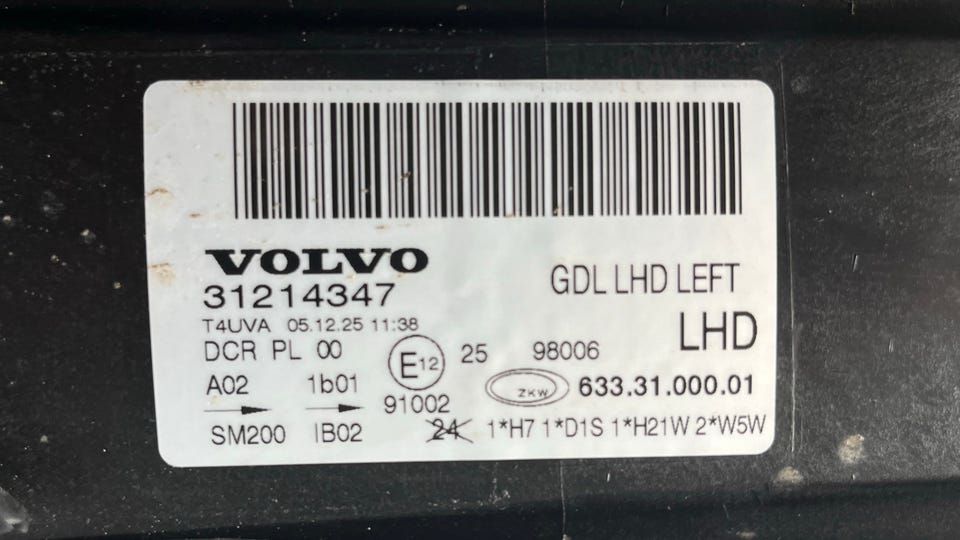 VOLVO
31214347
GDL LHD LEFT
T4UVA 05.12.25 11:38
LHD
DCR PL 00
E12
25 98006
A02 1b01
91002
ZKW
633.31.000.01
SM200 IB02
24
1*H7 1*D1S 1*H21W 2*W5W